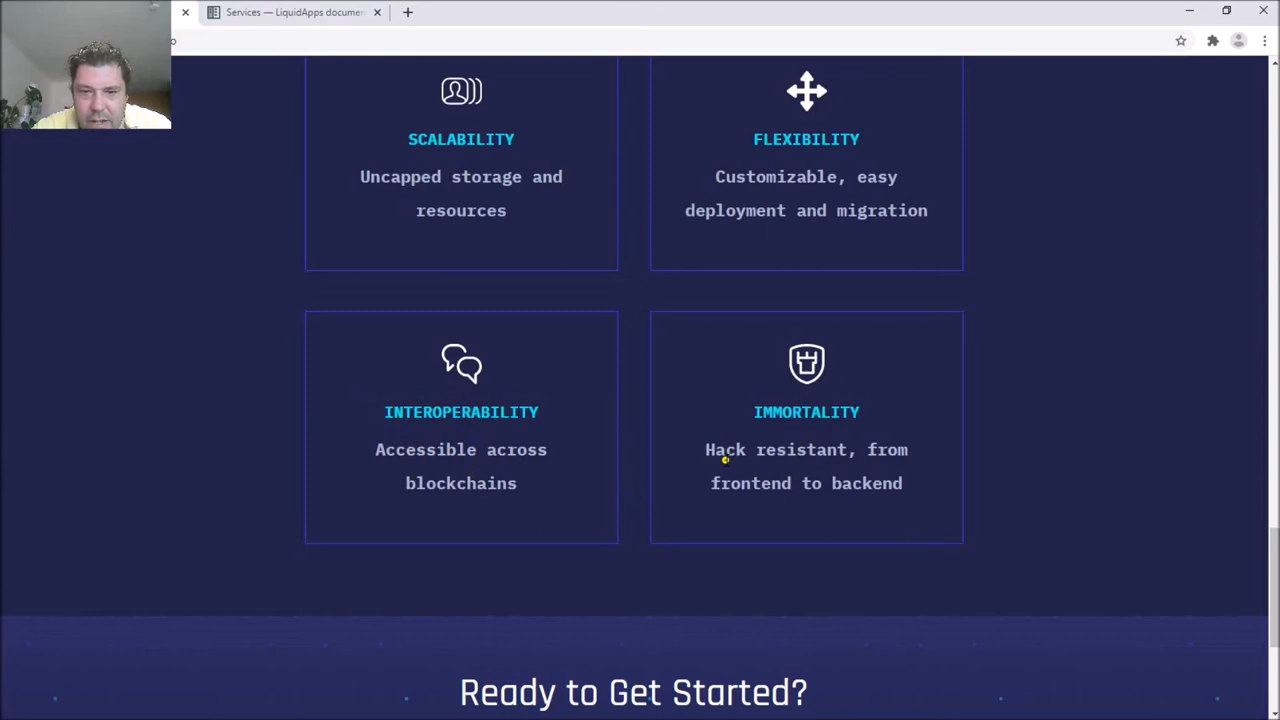 Services — LiquidApps documen
SCALABILITY
Uncapped storage and
resources
FLEXIBILITY
Customizable, easy
deployment and migration
INTEROPERABILITY
Accessible across
blockchains
IMMORTALITY
Hack resistant, from
frontend to backend
Ready to Get Started?